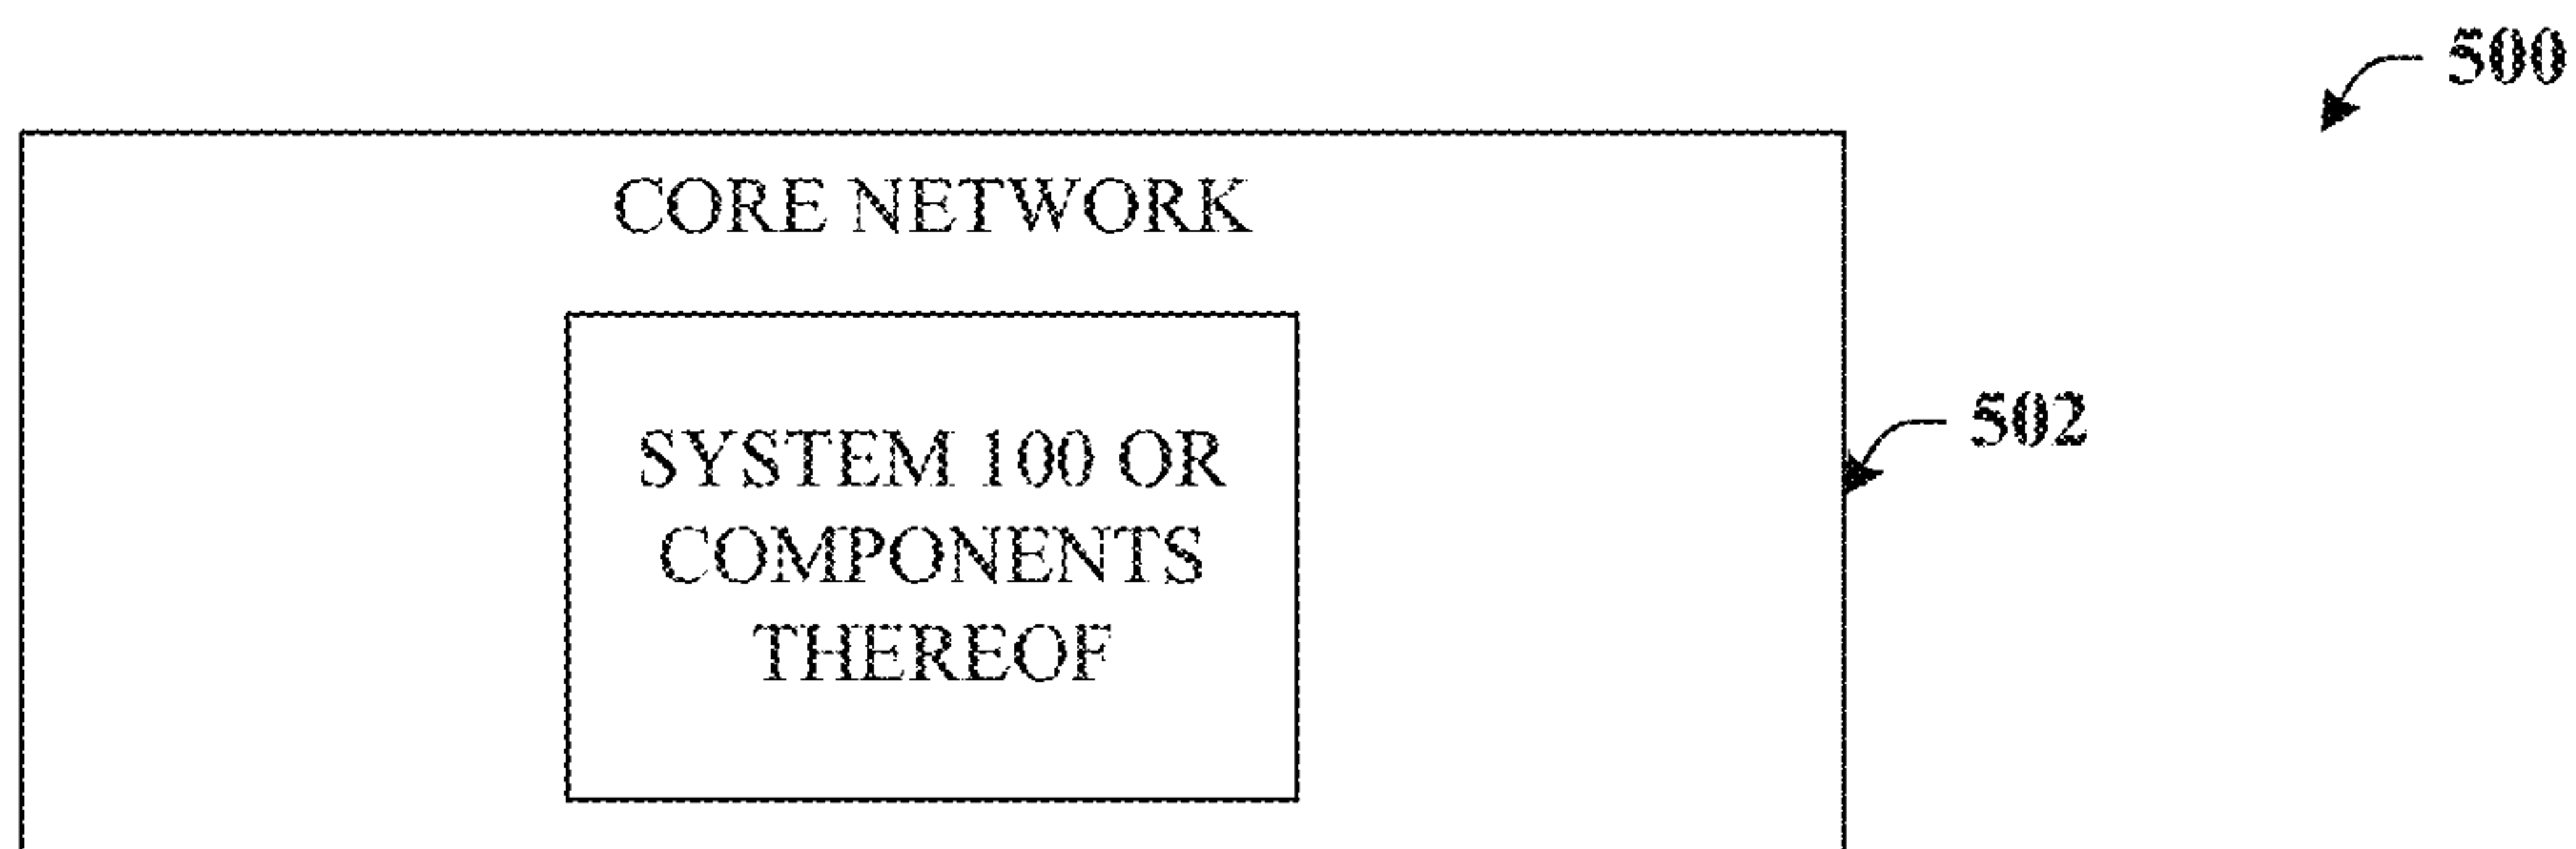 500
CORE NETWORK
502
SYSTEM 100 OR
COMPONENTS
THEREOF